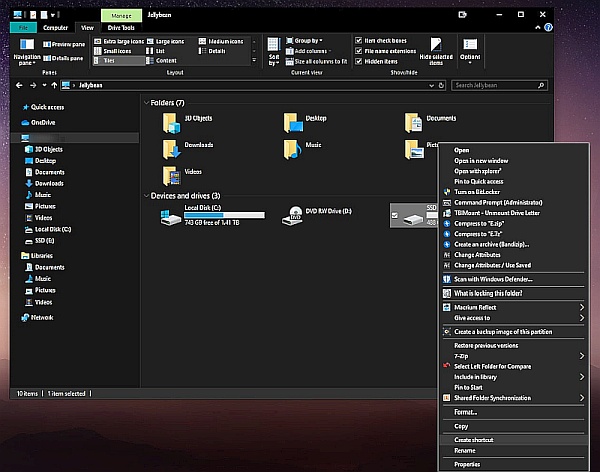 Manage
Jellybean
File
Computer
View
Drive Tools
Navigation pane
Preview pane
Details pane
Panes
Extra large icons
Large icons
Medium icons
Small icons
List
Details
Tiles
Content
Layout
Sort by
Group by
Add columns
Size all columns to fit
Current view
Item check boxes
File name extensions
Hidden items
Hide selected items
Show/hide
Options
Jellybean
Search Jellybean
Quick access
OneDrive
3D Objects
Desktop
Documents
Downloads
Music
Pictures
Videos
Local Disk (C:)
SSD (E:)
Libraries
Documents
Music
Pictures
Videos
Network
Folders (7)
3D Objects
Desktop
Documents
Downloads
Music
Pict
Videos
Devices and drives (3)
Local Disk (C:)
743 GB free of 1.41 TB
DVD RW Drive (D:)
SSD
10 items
1 item selected
Open
Open in new window
Open with xplorer²
Pin to Quick access
Turn on BitLocker
Command Prompt (Administrator)
TBIMount - Unmount Drive Letter
Compress to "E.zip"
Compress to "E.7z"
Create an archive (Bandizip)...
Change Attributes
Change Attributes / Use Saved
Scan with Windows Defender...
What is locking this folder?
Macrium Reflect
Give access to
Create a backup image of this partition
Restore previous versions
7-Zip
Select Left Folder for Compare
Include in library
Pin to Start
Shared Folder Synchronization
Format...
Copy
Create shortcut
Rename
Properties